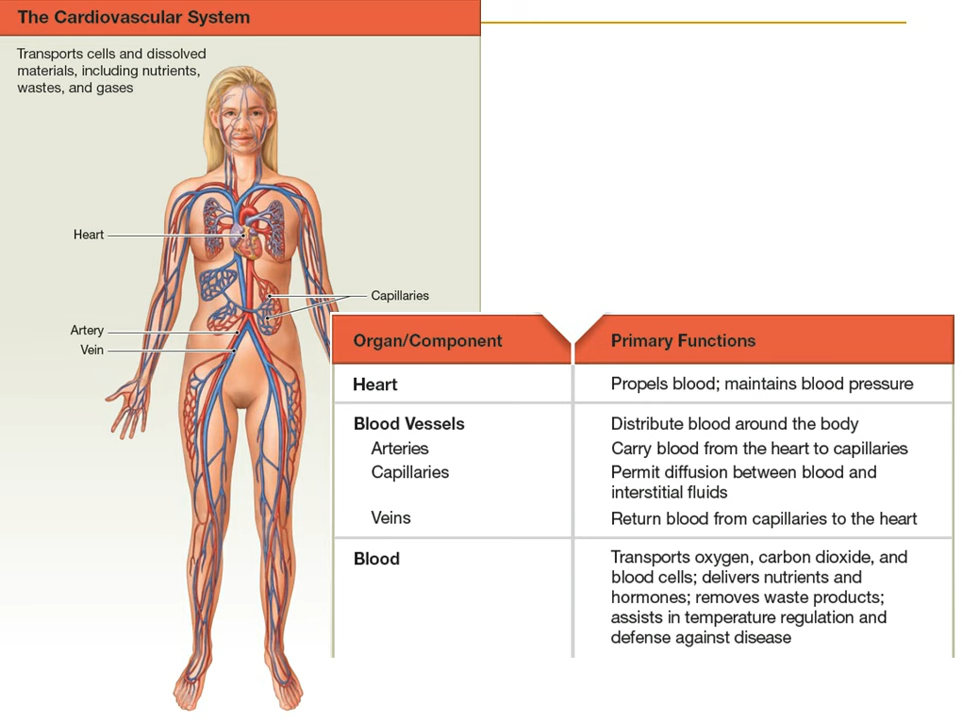 The Cardiovascular System
Transports cells and dissolved
materials, including nutrients,
wastes, and gases
Heart
Capillaries
Artery
Vein
Organ/Component
Primary Functions
Heart
Propels blood; maintains blood pressure
Blood Vessels
Distribute blood around the body
Arteries
Carry blood from the heart to capillaries
Capillaries
Permit diffusion between blood and
interstitial fluids
Veins
Return blood from capillaries to the heart
Blood
Transports oxygen, carbon dioxide, and
blood cells; delivers nutrients and
hormones; removes waste products;
assists in temperature regulation and
defense against disease